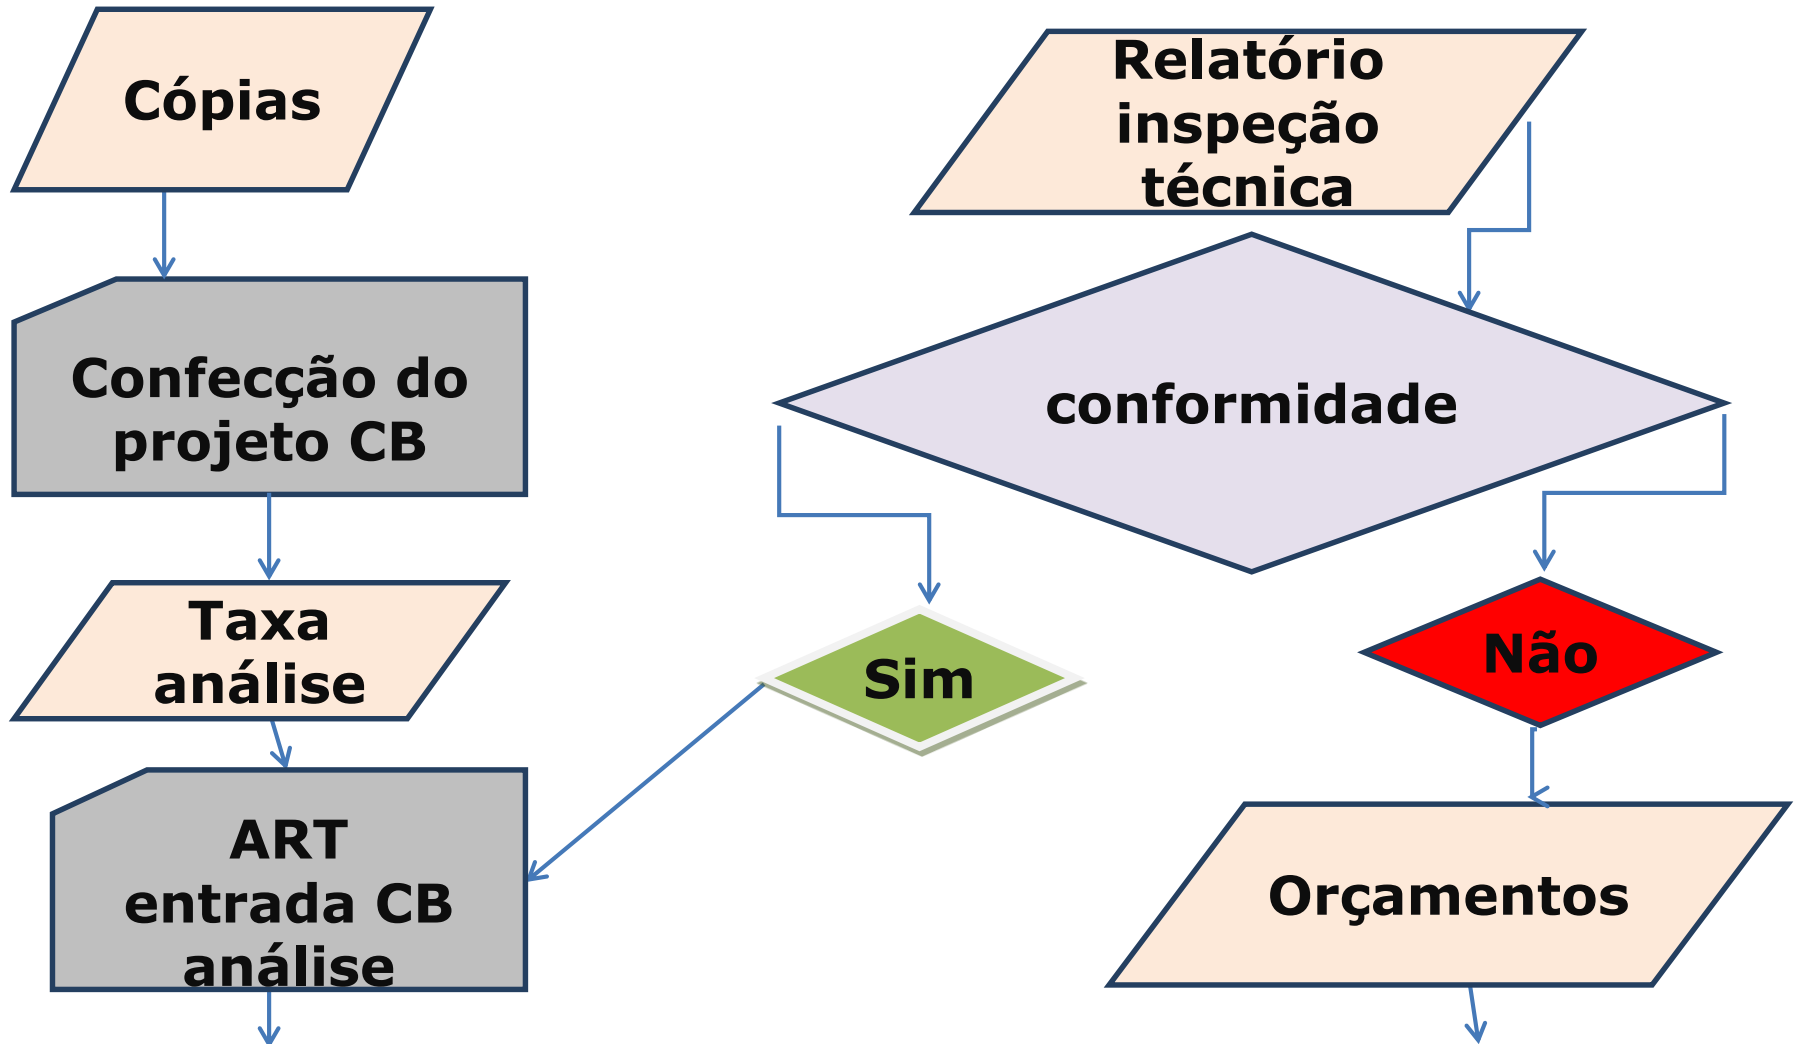 Cópias
Confecção do
projeto CB
Taxa
análise
ART
entrada CB
análise
Relatório
inspeção
técnica
conformidade
Sim
Não
Orçamentos